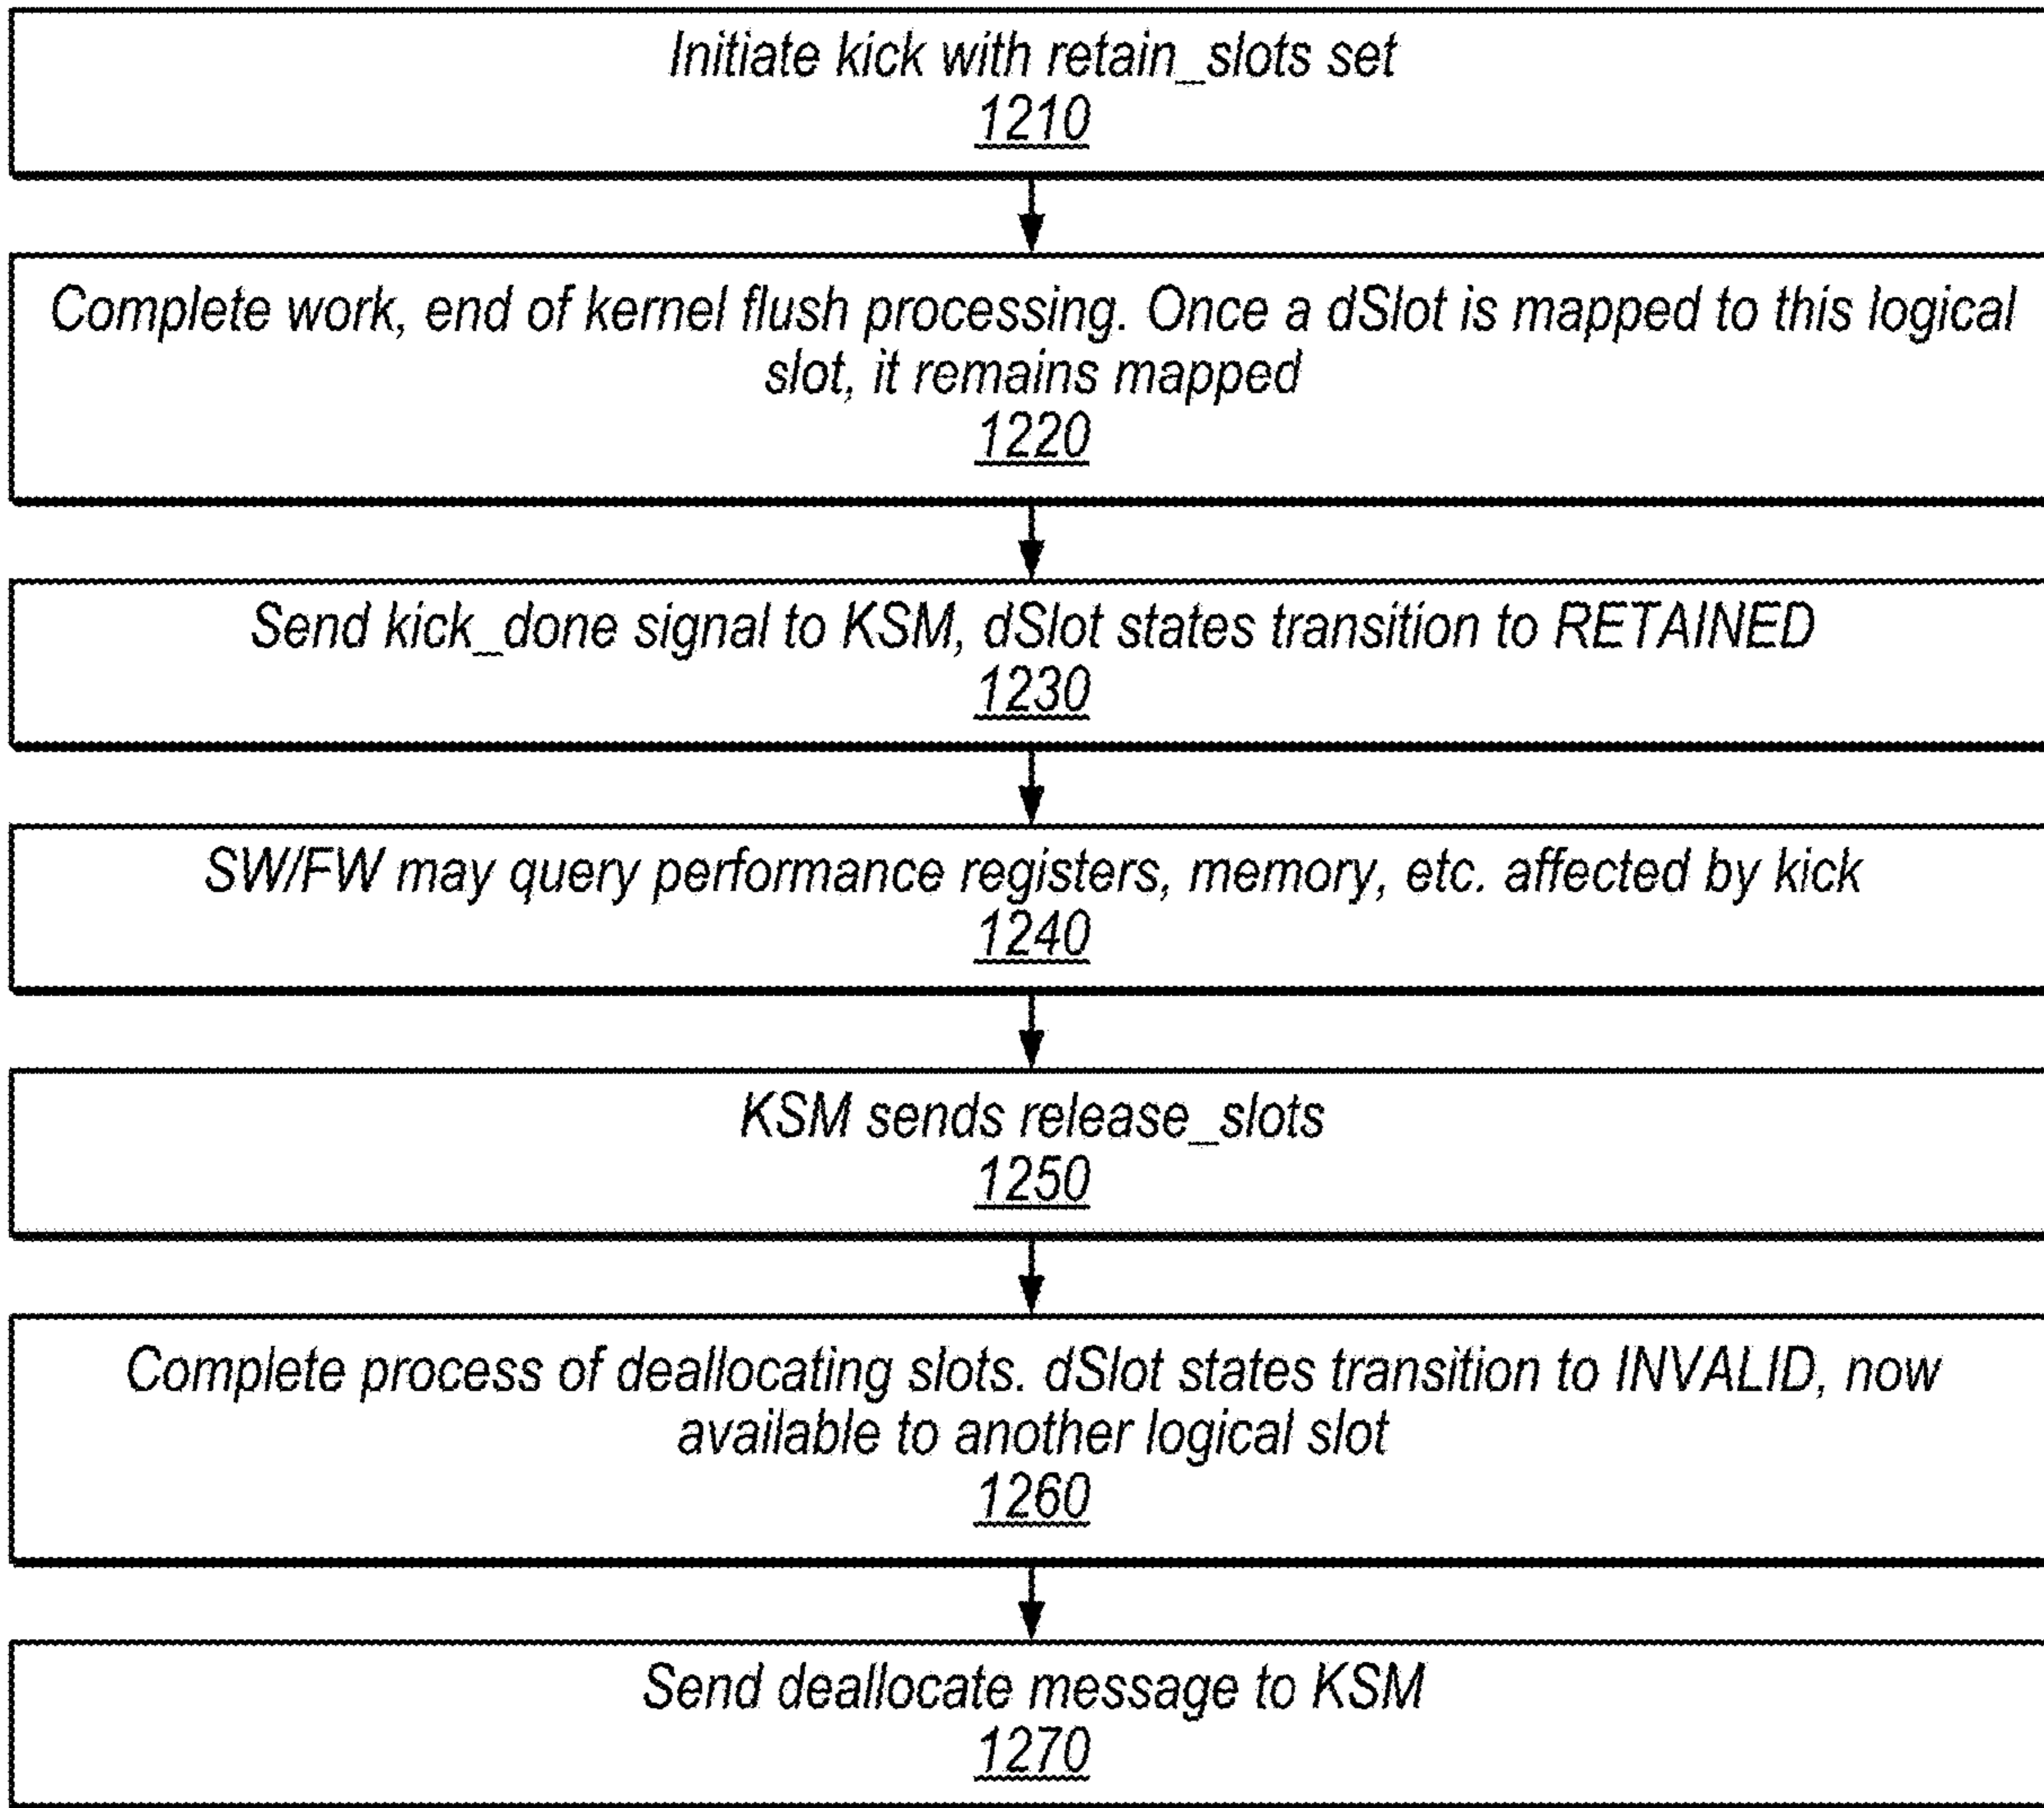 Initiate kick with retain_slots set
1210
Complete work, end of kernel flush processing. Once a dSlot is mapped to this logical
slot, it remains mapped
1220
Send kick_done signal to KSM, dSlot states transition to RETAINED
1230
SW/FW may query performance registers, memory, etc. affected by kick
1240
KSM sends release_slots
1250
Complete process of deallocating slots. dSlot states transition to INVALID, now
available to another logical slot
1260
Send deallocate message to KSM
1270